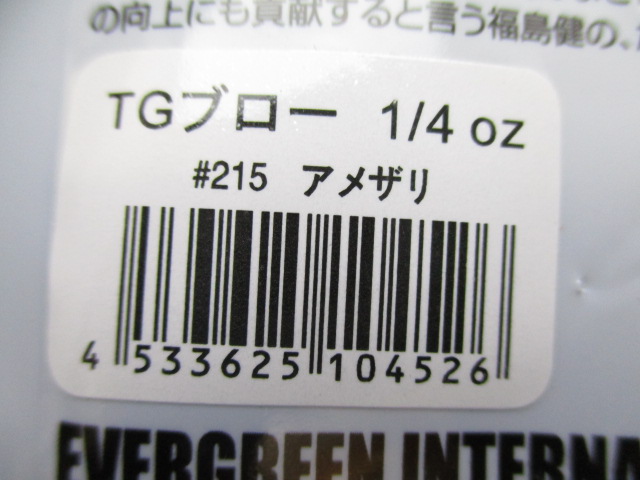 の向上にも貢献すると言う福島健の、
TGブロー 1/4 oz
#215 アメザリ
4 533625 104526
EVERGREEN INTERNA